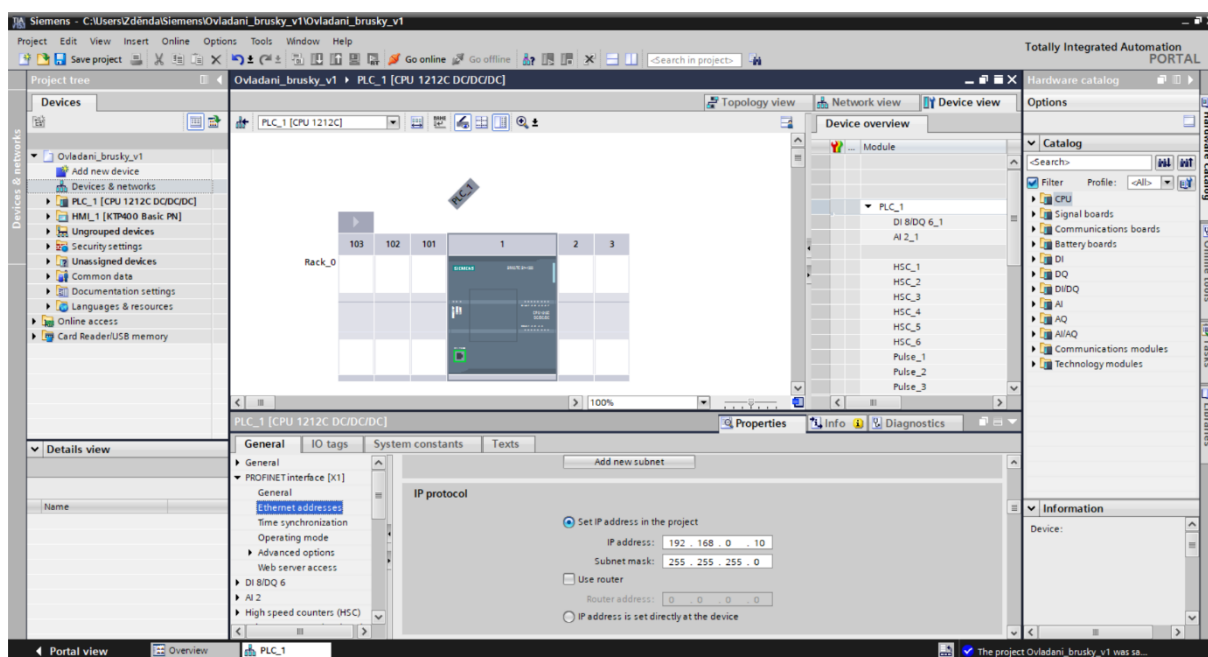 Siemens - C:\Users\Zděnda\Siemens\Ovladani_brusky_v1\Ovladani_brusky_v1
Project Edit View Insert Online Options Tools Window Help
Totally Integrated Automation
PORTAL
Save project
Go online
Go offline
<Search in project>
Project tree
Devices
Ovladani_brusky_v1
Add new device
Devices & networks
PLC_1 [CPU 1212C DC/DC/DC]
HMI_1 [KTP400 Basic PN]
Ungrouped devices
Security settings
Unassigned devices
Common data
Documentation settings
Languages & resources
Online access
Card Reader/USB memory
Details view
Name
Devices & networks
Ovladani_brusky_v1 ▸ PLC_1 [CPU 1212C DC/DC/DC]
Topology view
Network view
Device view
PLC_1 [CPU 1212C]
PLC_1
103 102 101 1 2 3
Rack_0
SIEMENS
100%
Device overview
... Module
PLC_1
DI 8/DQ 6_1
AI 2_1
HSC_1
HSC_2
HSC_3
HSC_4
HSC_5
HSC_6
Pulse_1
Pulse_2
Pulse_3
PLC_1 [CPU 1212C DC/DC/DC]
Properties
Info
Diagnostics
General IO tags System constants Texts
General
PROFINET interface [X1]
General
Ethernet addresses
Time synchronization
Operating mode
Advanced options
Web server access
DI 8/DQ 6
AI 2
High speed counters (HSC)
Add new subnet
IP protocol
Set IP address in the project
IP address: 192 . 168 . 0 . 10
Subnet mask: 255 . 255 . 255 . 0
Use router
Router address: 0 . 0 . 0 . 0
IP address is set directly at the device
Hardware catalog
Options
Catalog
<Search>
Filter Profile: <All>
CPU
Signal boards
Communications boards
Battery boards
DI
DQ
DI/DQ
AI
AQ
AI/AQ
Communications modules
Technology modules
Information
Device:
Hardware catalog
Online tools
Tasks
Libraries
Portal view
Overview
PLC_1
The project Ovladani_brusky_v1 was sa...